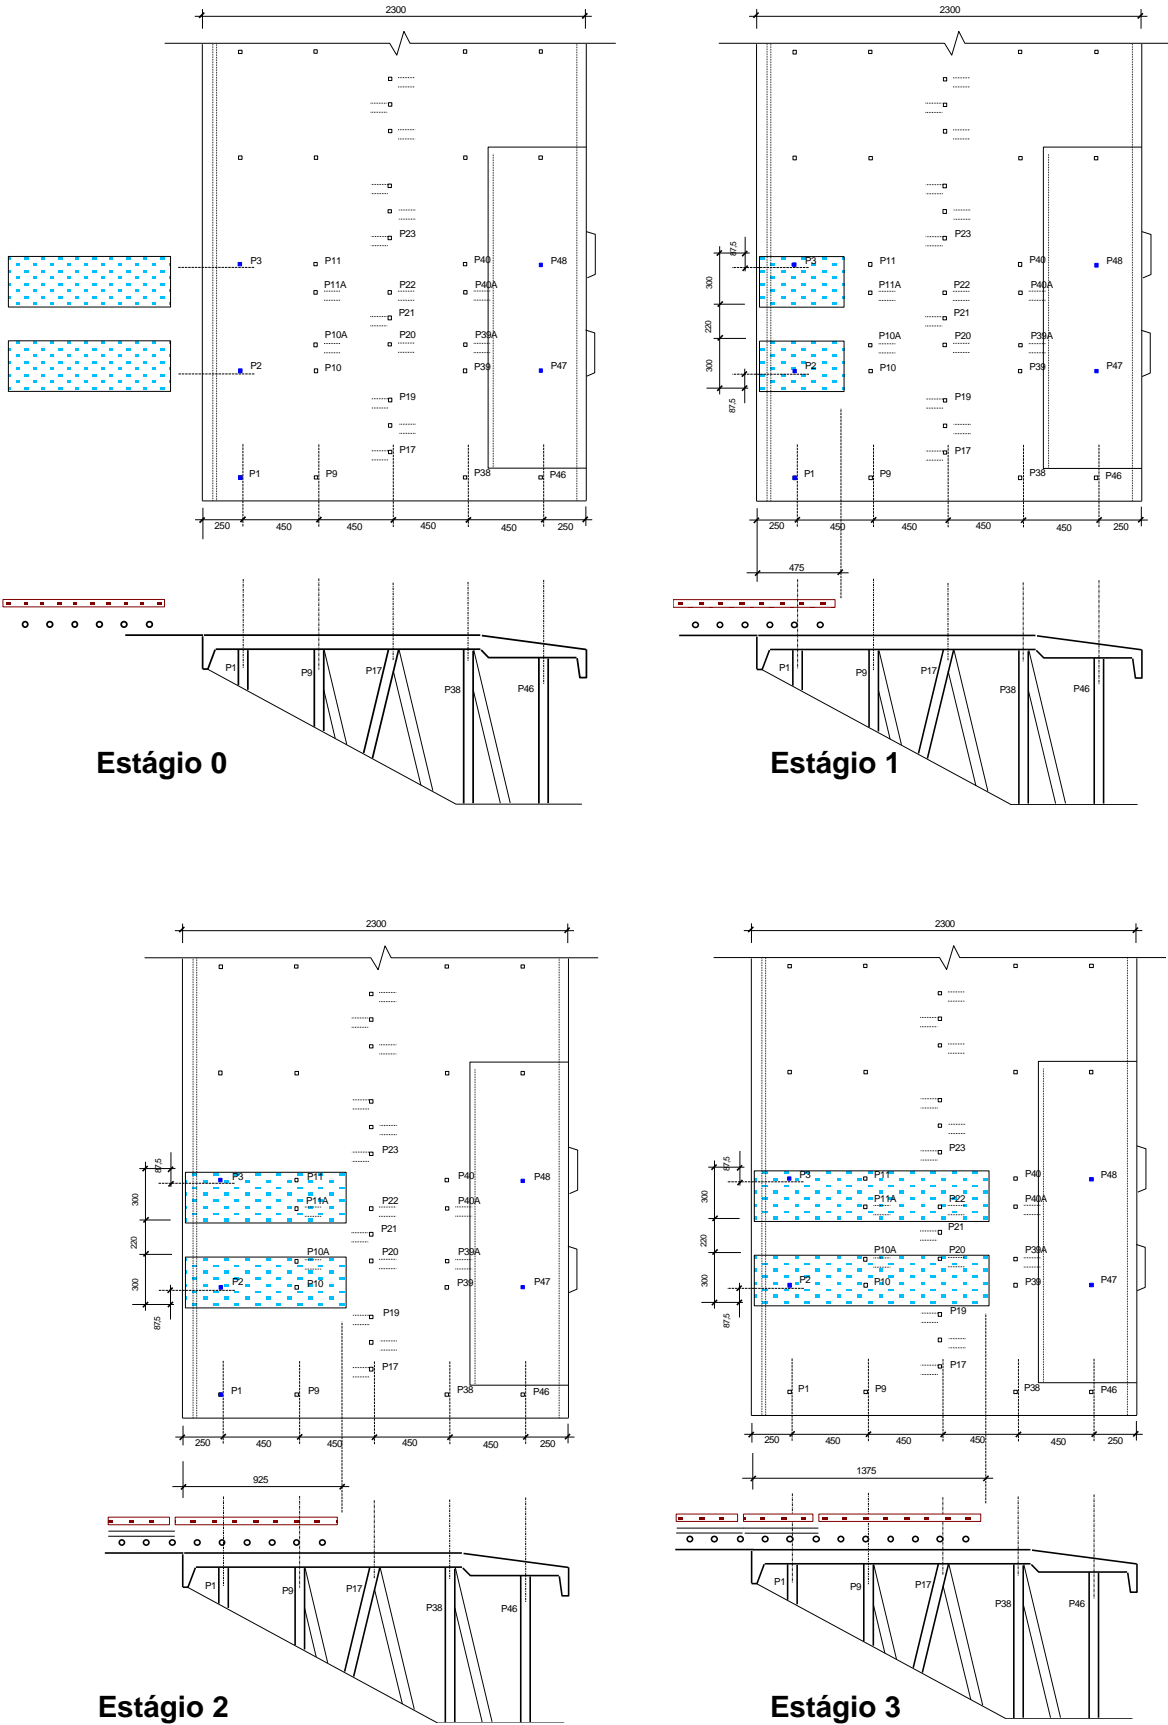 2300
P23
P3
P11
P40
P48
P11A
P22
P40A
P21
P10A
P20
P39A
P2
P10
P39
P47
P19
P17
P1
P9
P38
P46
250
450
450
450
450
250
P1
P9
P17
P38
P46
Estágio 0
2300
87,5
P23
P3
P11
P40
P48
300
P11A
P22
P40A
P21
220
P10A
P20
P39A
300
P2
P10
P39
P47
87,5
P19
P17
P1
P9
P38
P46
250
450
450
450
450
250
475
P1
P9
P17
P38
P46
Estágio 1
2300
87,5
P23
P3
P11
P40
P48
300
P11A
P22
P40A
P21
220
P10A
P20
P39A
300
P2
P10
P39
P47
87,5
P19
P17
P1
P9
P38
P46
250
450
450
450
450
250
925
P1
P9
P17
P38
P46
Estágio 2
2300
87,5
P23
P3
P11
P40
P48
300
P11A
P22
P40A
P21
220
P10A
P20
P39A
300
P2
P10
P39
P47
87,5
P19
P17
P1
P9
P38
P46
250
450
450
450
450
250
1375
P1
P9
P17
P38
P46
Estágio 3